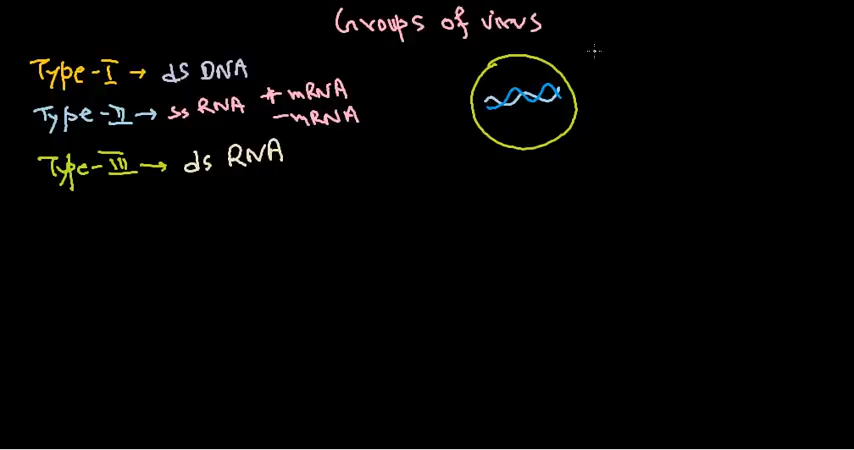 Groups of virus
Type-I → ds DNA
Type-II → ss RNA +mRNA
-mRNA
Type-III → ds RNA